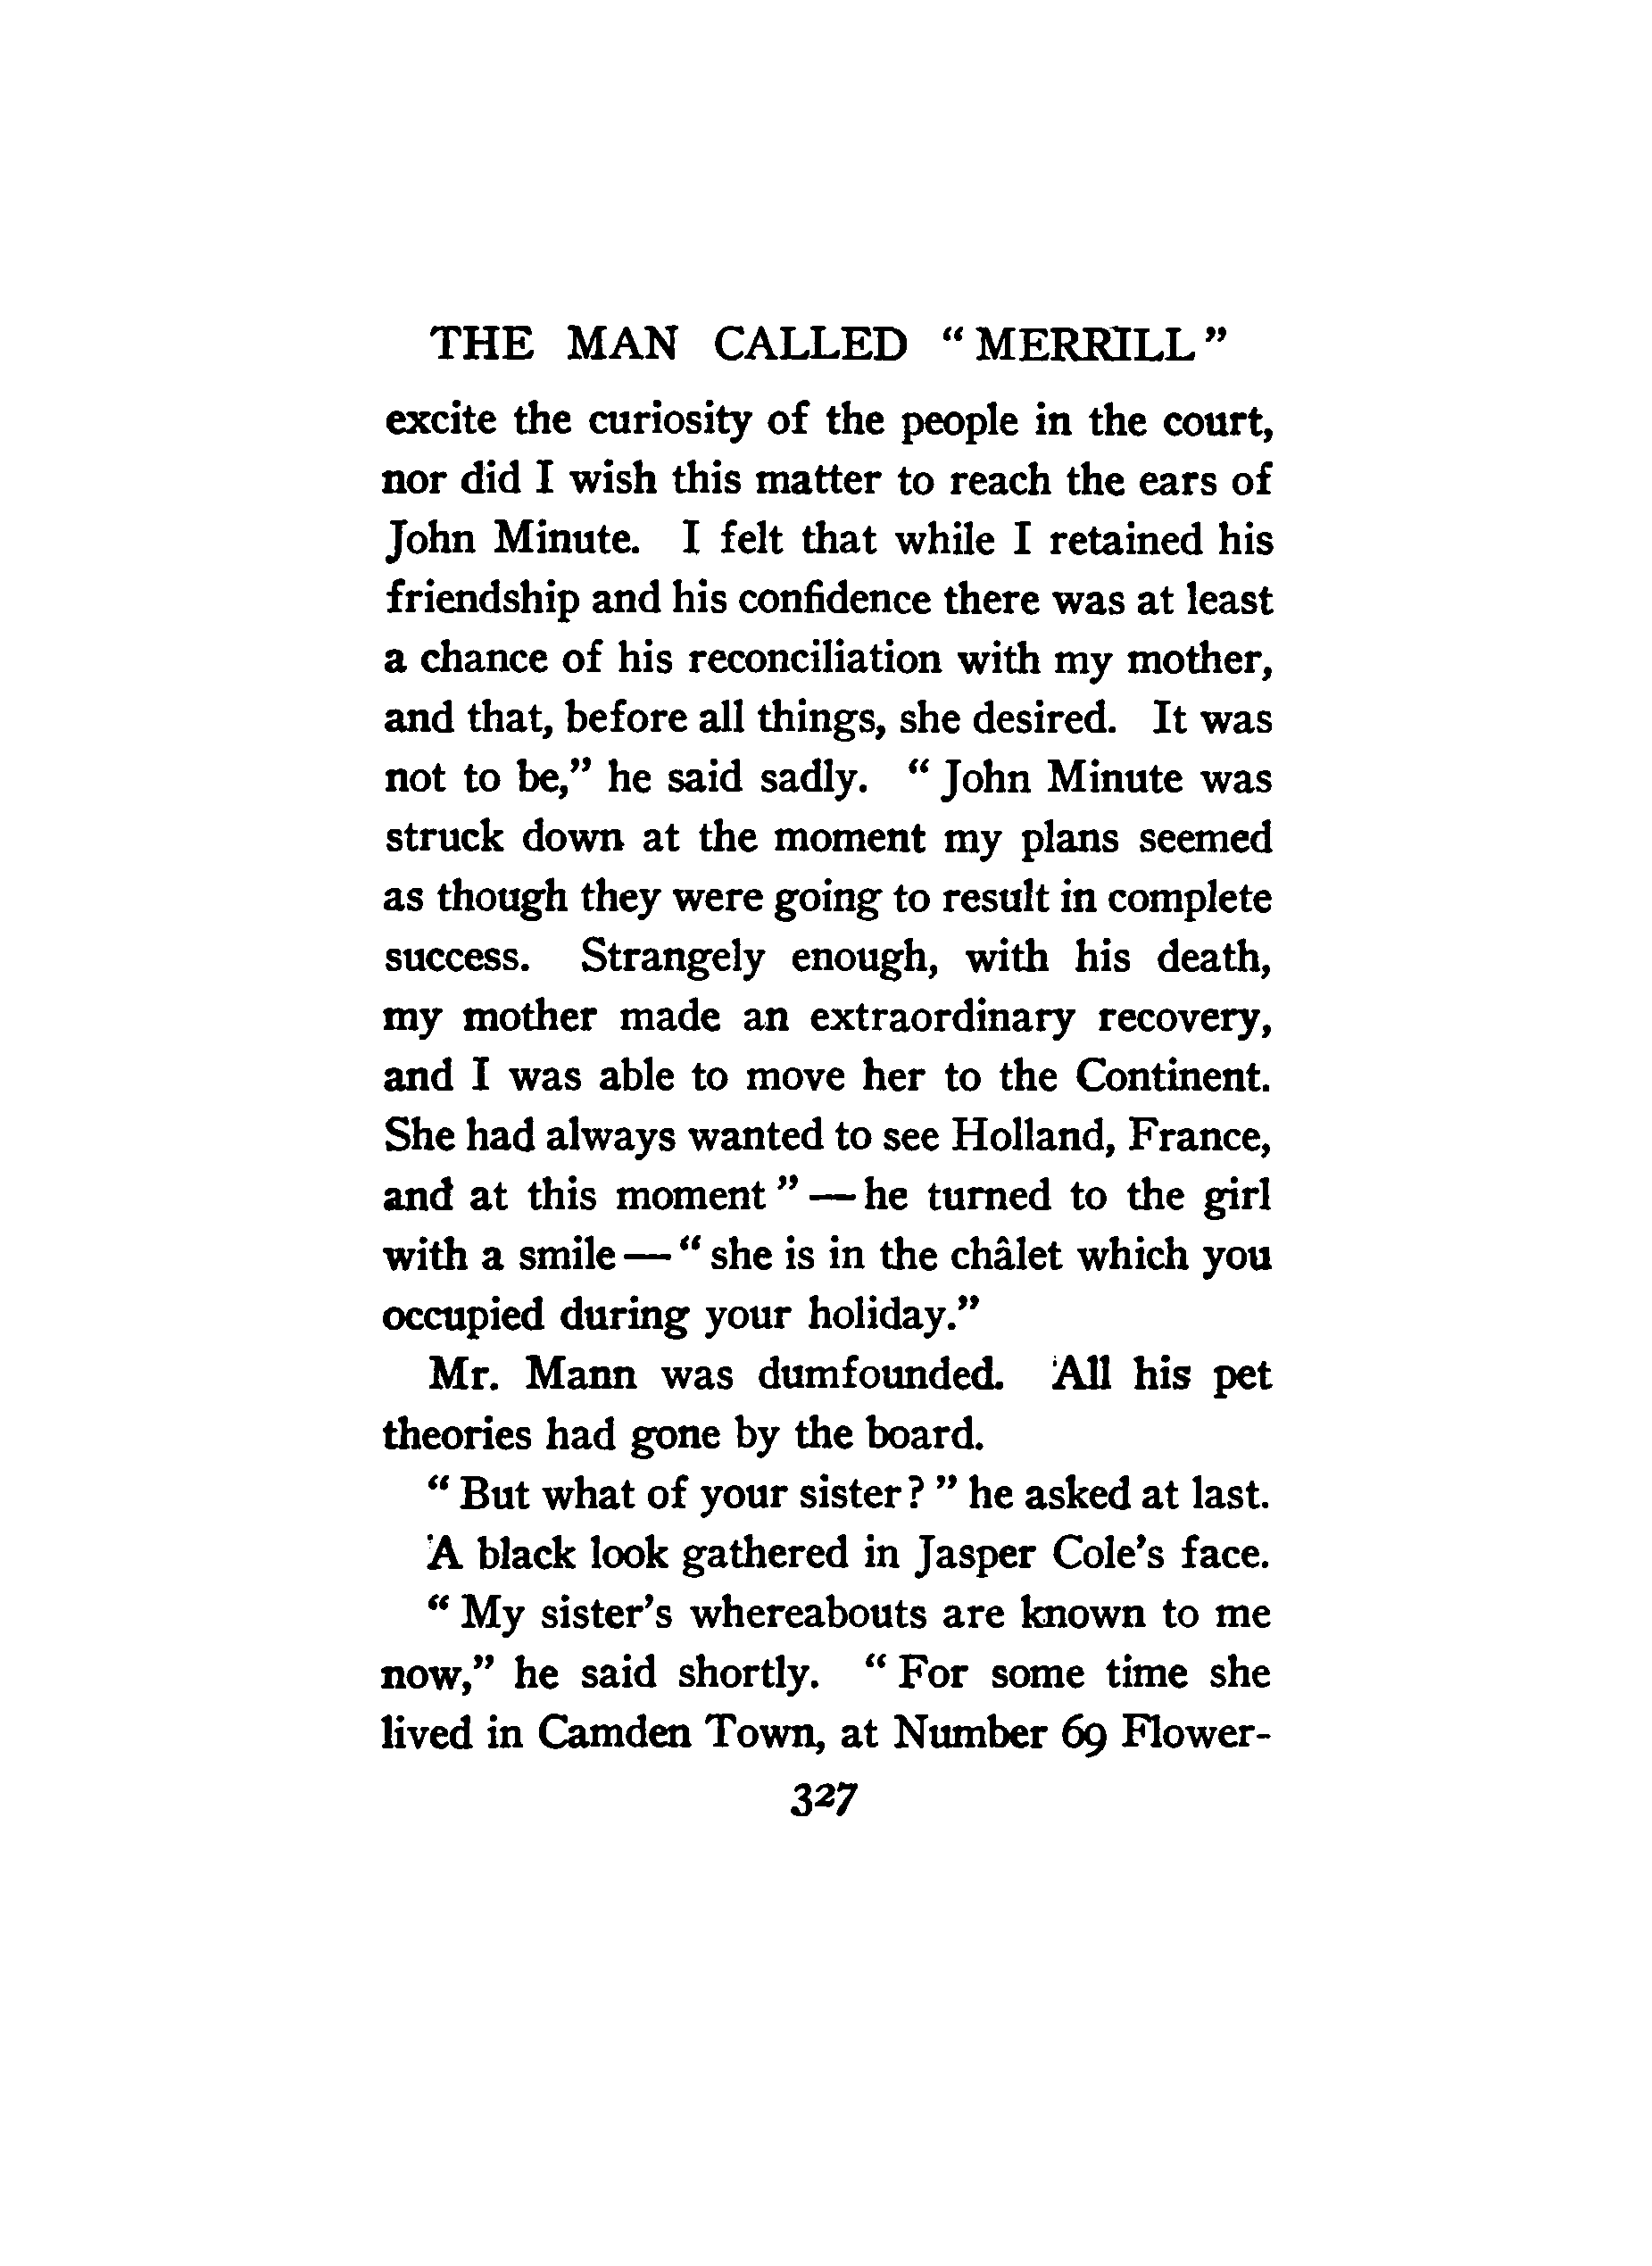 THE MAN CALLED “MERRILL”
excite the curiosity of the people in the court,
nor did I wish this matter to reach the ears of
John Minute. I felt that while I retained his
friendship and his confidence there was at least
a chance of his reconciliation with my mother,
and that, before all things, she desired. It was
not to be,” he said sadly. “John Minute was
struck down at the moment my plans seemed
as though they were going to result in complete
success. Strangely enough, with his death,
my mother made an extraordinary recovery,
and I was able to move her to the Continent.
She had always wanted to see Holland, France,
and at this moment”—he turned to the girl
with a smile—“she is in the châlet which you
occupied during your holiday.”
Mr. Mann was dumfounded. All his pet
theories had gone by the board.
“But what of your sister?” he asked at last.
A black look gathered in Jasper Cole’s face.
“My sister’s whereabouts are known to me
now,” he said shortly. “For some time she
lived in Camden Town, at Number 69 Flower-
327